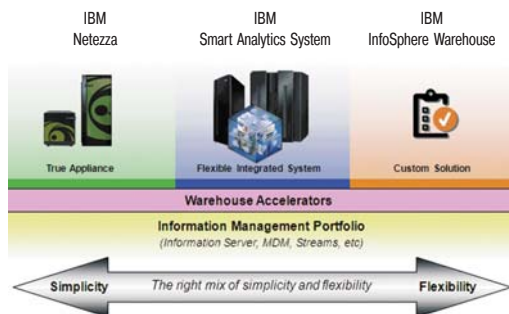 IBM
Netezza
IBM
Smart Analytics System
IBM
InfoSphere Warehouse
True Appliance
Flexible Integrated System
Custom Solution
Warehouse Accelerators
Information Management Portfolio
(Information Server, MDM, Streams, etc)
Simplicity
The right mix of simplicity and flexibility
Flexibility